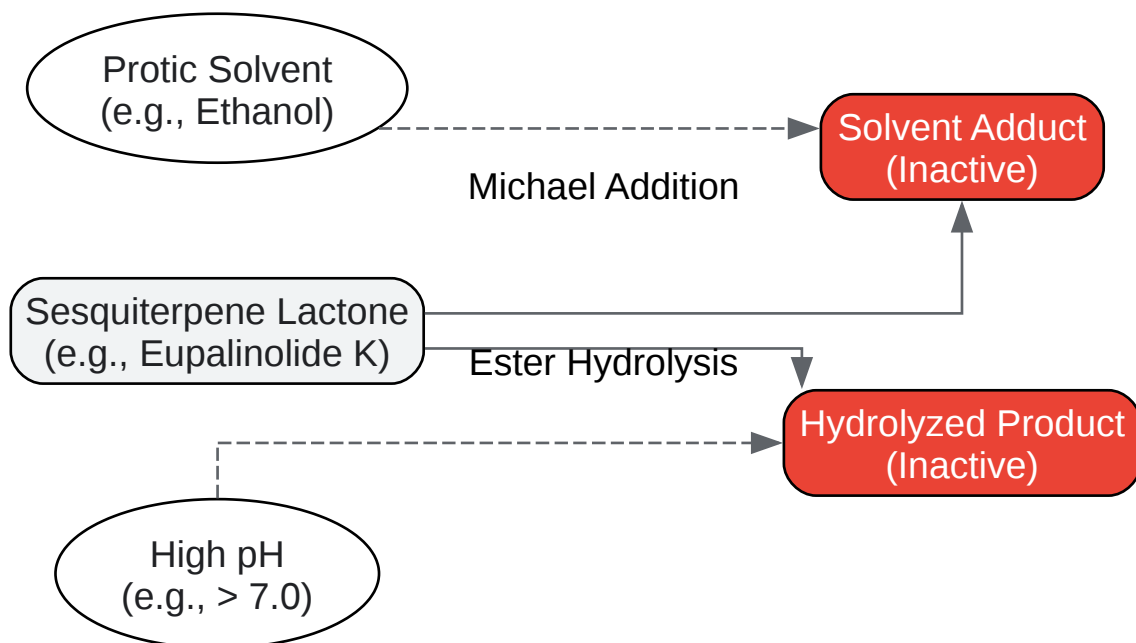 Protic Solvent
(e.g., Ethanol)
Solvent Adduct
(Inactive)
Michael Addition
Sesquiterpene Lactone
(e.g., Eupalinolide K)
Ester Hydrolysis
Hydrolyzed Product
(Inactive)
High pH
(e.g., > 7.0)